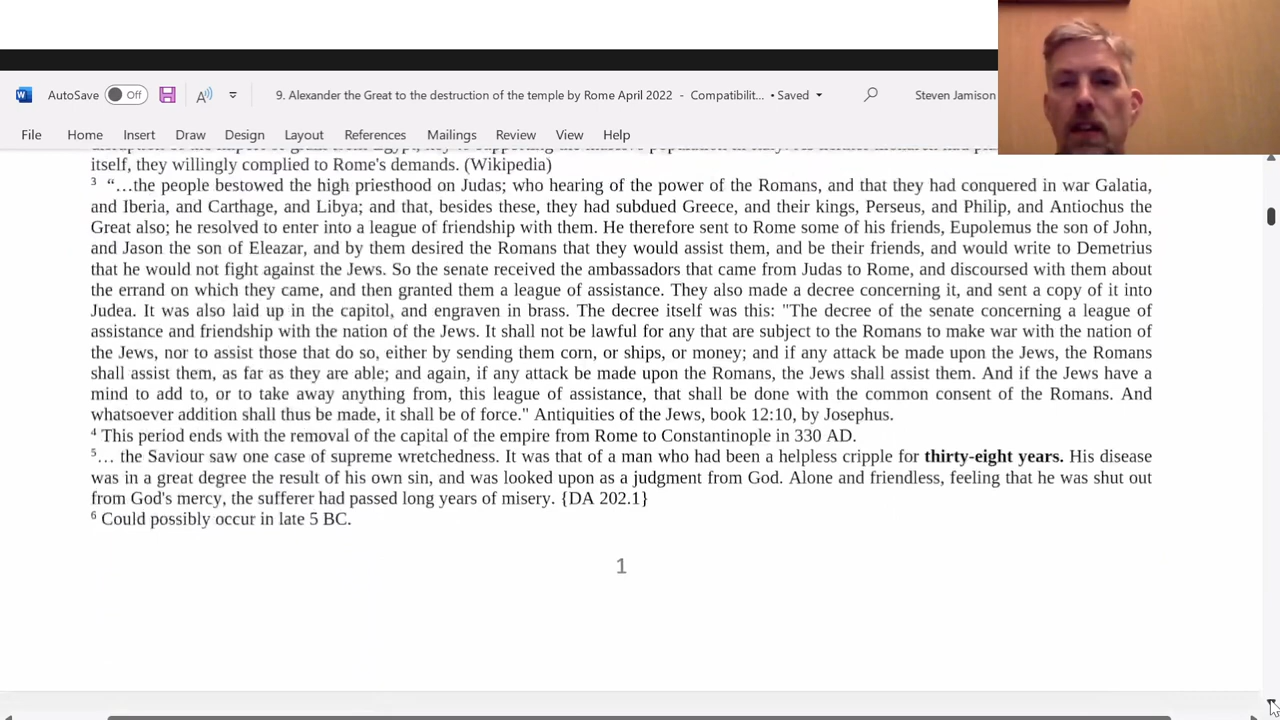 AutoSave Off 9. Alexander the Great to the destruction of the temple by Rome April 2022 - Compatibilit... • Saved Steven Jamison
File Home Insert Draw Design Layout References Mailings Review View Help
itself, they willingly complied to Rome's demands. (Wikipedia)
3 “…the people bestowed the high priesthood on Judas; who hearing of the power of the Romans, and that they had conquered in war Galatia,
and Iberia, and Carthage, and Libya; and that, besides these, they had subdued Greece, and their kings, Perseus, and Philip, and Antiochus the
Great also; he resolved to enter into a league of friendship with them. He therefore sent to Rome some of his friends, Eupolemus the son of John,
and Jason the son of Eleazar, and by them desired the Romans that they would assist them, and be their friends, and would write to Demetrius
that he would not fight against the Jews. So the senate received the ambassadors that came from Judas to Rome, and discoursed with them about
the errand on which they came, and then granted them a league of assistance. They also made a decree concerning it, and sent a copy of it into
Judea. It was also laid up in the capitol, and engraven in brass. The decree itself was this: "The decree of the senate concerning a league of
assistance and friendship with the nation of the Jews. It shall not be lawful for any that are subject to the Romans to make war with the nation of
the Jews, nor to assist those that do so, either by sending them corn, or ships, or money; and if any attack be made upon the Jews, the Romans
shall assist them, as far as they are able; and again, if any attack be made upon the Romans, the Jews shall assist them. And if the Jews have a
mind to add to, or to take away anything from, this league of assistance, that shall be done with the common consent of the Romans. And
whatsoever addition shall thus be made, it shall be of force." Antiquities of the Jews, book 12:10, by Josephus.
4 This period ends with the removal of the capital of the empire from Rome to Constantinople in 330 AD.
5… the Saviour saw one case of supreme wretchedness. It was that of a man who had been a helpless cripple for thirty-eight years. His disease
was in a great degree the result of his own sin, and was looked upon as a judgment from God. Alone and friendless, feeling that he was shut out
from God's mercy, the sufferer had passed long years of misery. {DA 202.1}
6 Could possibly occur in late 5 BC.
1